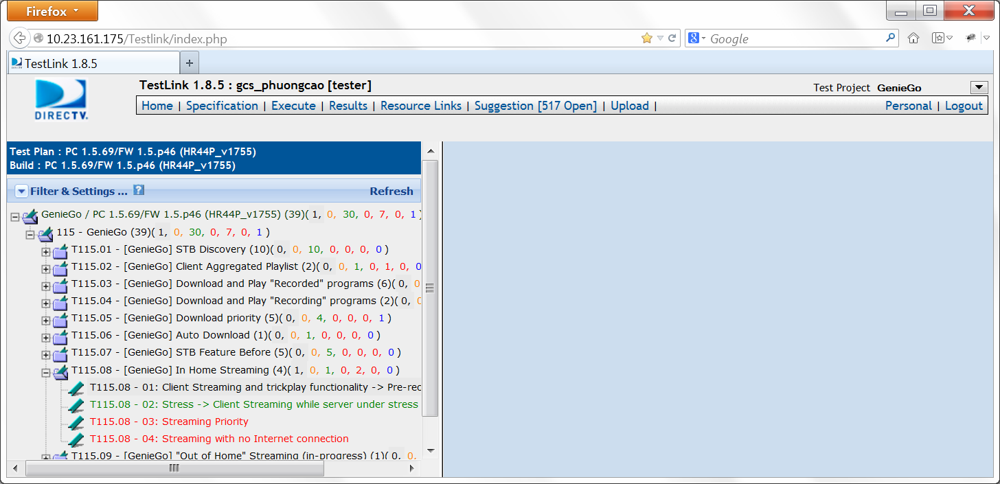 Firefox
10.23.161.175/Testlink/index.php
8 Google
TestLink 1.8.5
+
DIRECTV.
TestLink 1.8.5 : gcs_phuongcao [tester]
Test Project GenieGo
Home | Specification | Execute | Results | Resource Links | Suggestion [517 Open] | Upload |
Personal | Logout
Test Plan : PC 1.5.69/FW 1.5.p46 (HR44P_v1755)
Build : PC 1.5.69/FW 1.5.p46 (HR44P_v1755)
Filter & Settings ... ?
Refresh
GenieGo / PC 1.5.69/FW 1.5.p46 (HR44P_v1755) (39)( 1, 0, 30, 0, 7, 0, 1 )
115 - GenieGo (39)( 1, 0, 30, 0, 7, 0, 1 )
T115.01 - [GenieGo] STB Discovery (10)( 0, 0, 10, 0, 0, 0, 0 )
T115.02 - [GenieGo] Client Aggregated Playlist (2)( 0, 0, 1, 0, 1, 0, 0
T115.03 - [GenieGo] Download and Play "Recorded" programs (6)( 0, 0
T115.04 - [GenieGo] Download and Play "Recording" programs (2)( 0,
T115.05 - [GenieGo] Download priority (5)( 0, 0, 4, 0, 0, 0, 1 )
T115.06 - [GenieGo] Auto Download (1)( 0, 0, 1, 0, 0, 0, 0 )
T115.07 - [GenieGo] STB Feature Before (5)( 0, 0, 5, 0, 0, 0, 0 )
T115.08 - [GenieGo] In Home Streaming (4)( 1, 0, 1, 0, 2, 0, 0 )
T115.08 - 01: Client Streaming and trickplay functionality -> Pre-rec
T115.08 - 02: Stress -> Client Streaming while server under stress
T115.08 - 03: Streaming Priority
T115.08 - 04: Streaming with no Internet connection
T115.09 - [GenieGo] "Out of Home" Streaming (in-progress) (1)( 0, 0,